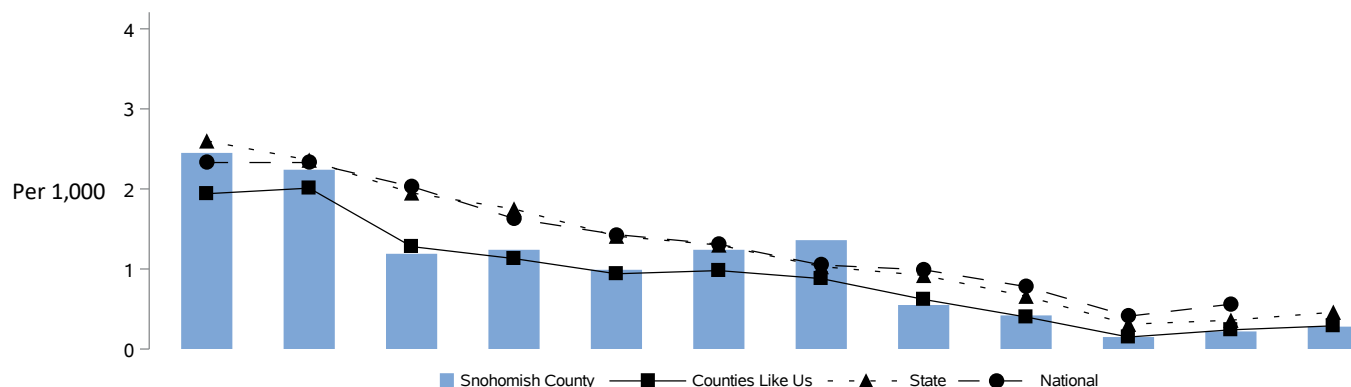 4
3
Per 1,000
2
1
0
Snohomish County
Counties Like Us
State
National